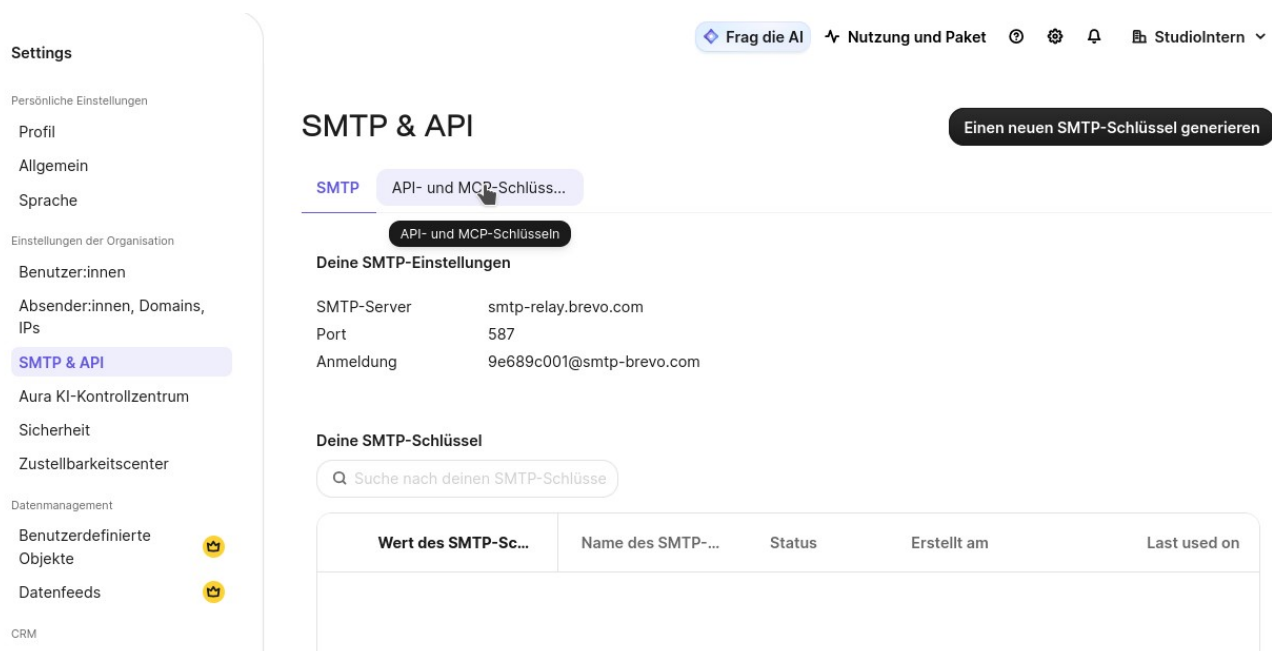 Frag die AI
Nutzung und Paket
StudioIntern
Settings
Persönliche Einstellungen
Profil
Allgemein
Sprache
Einstellungen der Organisation
Benutzer:innen
Absender:innen, Domains,
IPs
SMTP & API
Aura KI-Kontrollzentrum
Sicherheit
Zustellbarkeitscenter
Datenmanagement
Benutzerdefinierte
Objekte
Datenfeeds
CRM
SMTP & API
Einen neuen SMTP-Schlüssel generieren
SMTP
API- und MCP-Schlüss...
API- und MCP-Schlüsseln
Deine SMTP-Einstellungen
SMTP-Server smtp-relay.brevo.com
Port 587
Anmeldung 9e689c001@smtp-brevo.com
Deine SMTP-Schlüssel
Suche nach deinen SMTP-Schlüsse
Wert des SMTP-Sc... Name des SMTP-... Status Erstellt am Last used on